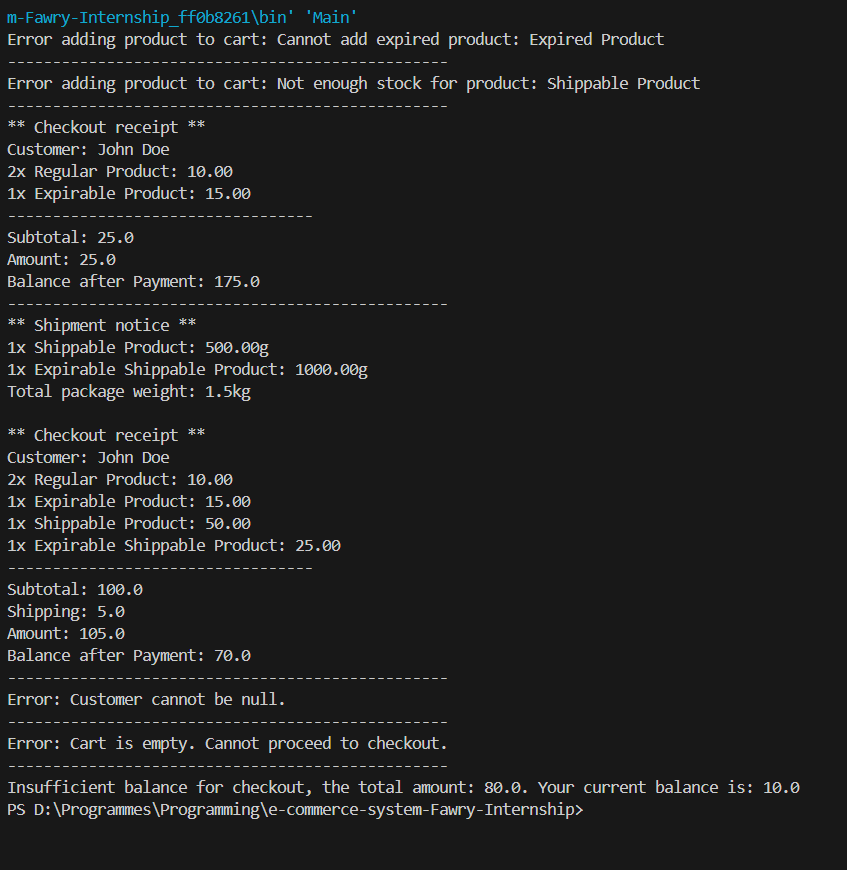 m-Fawry-Internship_ff0b8261\bin' 'Main'
Error adding product to cart: Cannot add expired product: Expired Product
-------------------------------------------------
Error adding product to cart: Not enough stock for product: Shippable Product
-------------------------------------------------
** Checkout receipt **
Customer: John Doe
2x Regular Product: 10.00
1x Expirable Product: 15.00
----------------------------------
Subtotal: 25.0
Amount: 25.0
Balance after Payment: 175.0
-------------------------------------------------
** Shipment notice **
1x Shippable Product: 500.00g
1x Expirable Shippable Product: 1000.00g
Total package weight: 1.5kg

** Checkout receipt **
Customer: John Doe
2x Regular Product: 10.00
1x Expirable Product: 15.00
1x Shippable Product: 50.00
1x Expirable Shippable Product: 25.00
----------------------------------
Subtotal: 100.0
Shipping: 5.0
Amount: 105.0
Balance after Payment: 70.0
-------------------------------------------------
Error: Customer cannot be null.
-------------------------------------------------
Error: Cart is empty. Cannot proceed to checkout.
-------------------------------------------------
Insufficient balance for checkout, the total amount: 80.0. Your current balance is: 10.0
PS D:\Programmes\Programming\e-commerce-system-Fawry-Internship>